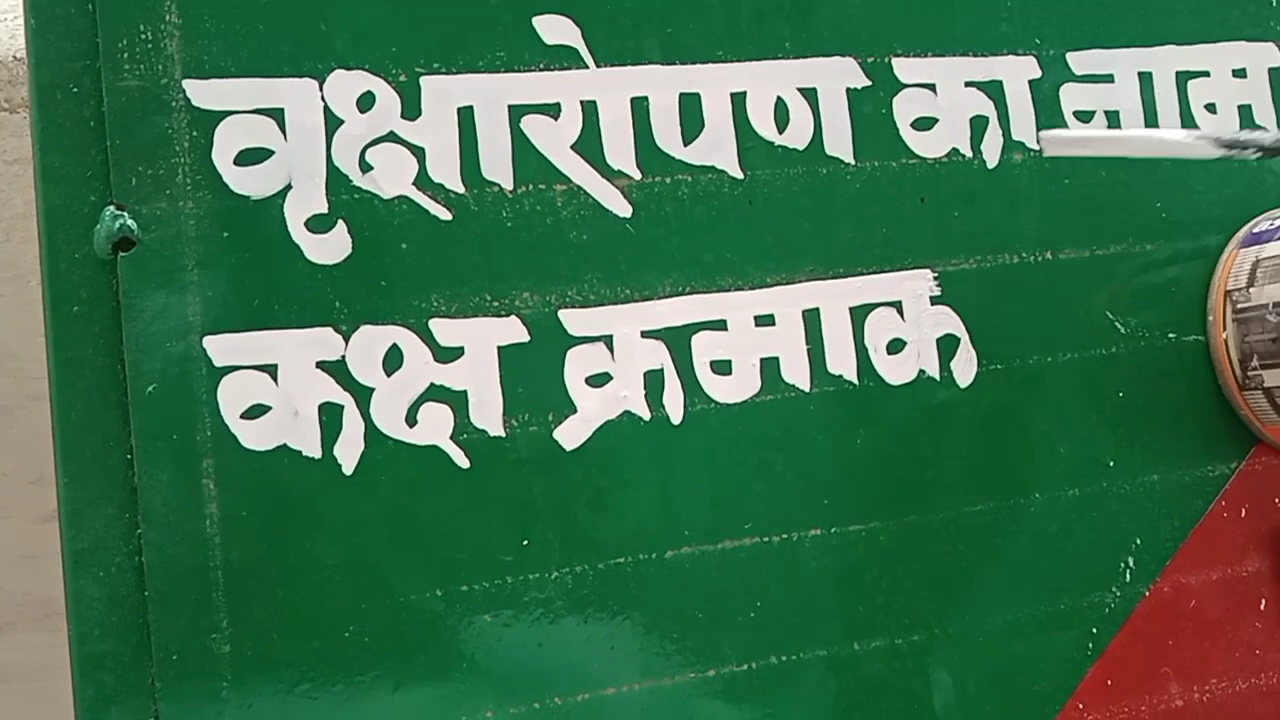 वृक्षारोपण का नाम
कक्ष क्रमाक